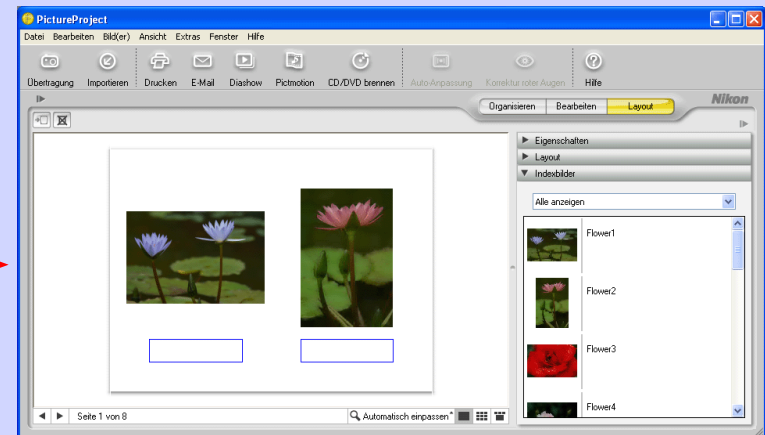 PictureProject
Datei Bearbeiten Bild(er) Ansicht Extras Fenster Hilfe
Übertragung Importieren Drucken E-Mail Diashow Pictmotion CD/DVD brennen Auto-Anpassung Korrektur roter Augen Hilfe
Organisieren Bearbeiten Layout Nikon
Eigenschaften
Layout
Indexbilder
Alle anzeigen
Flower1
Flower2
Flower3
Flower4
Seite 1 von 8 Automatisch einpassen*